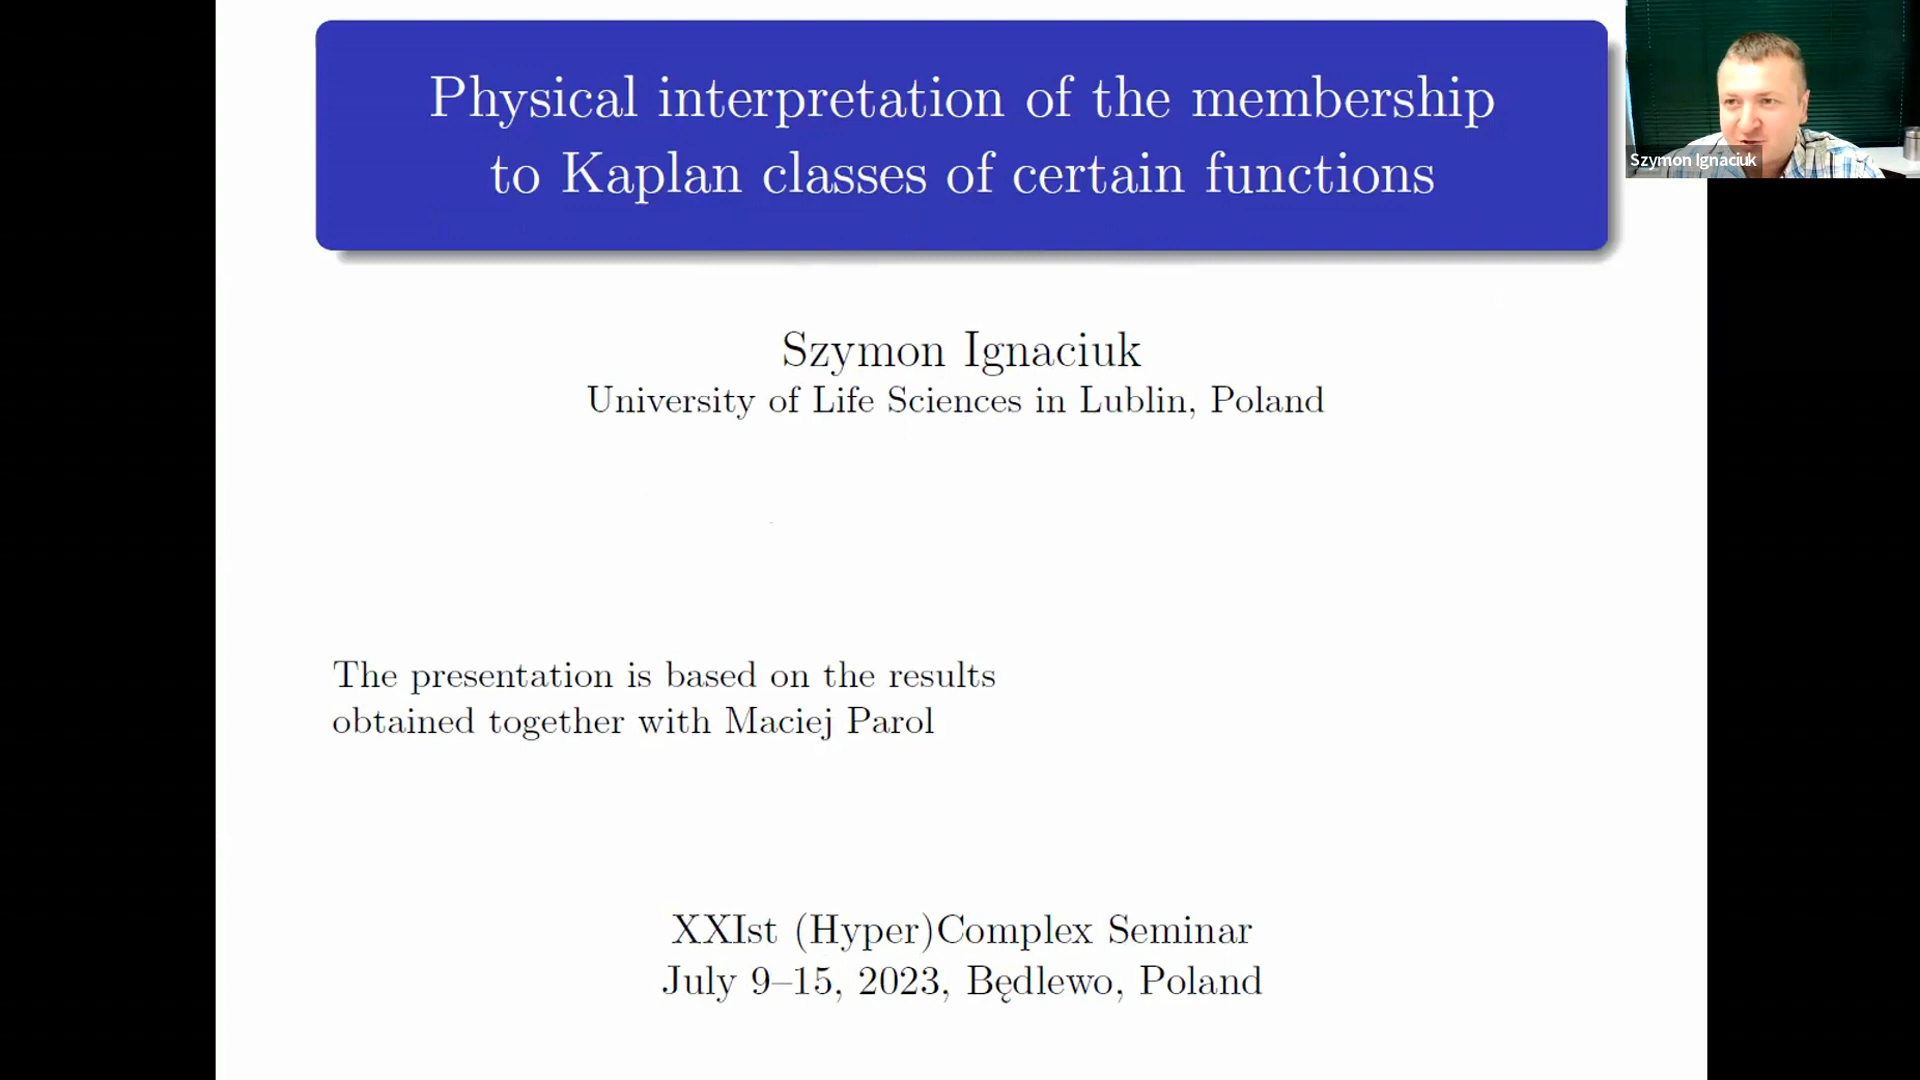 Physical interpretation of the membership
to Kaplan classes of certain functions
Szymon Ignaciuk
Szymon Ignaciuk
University of Life Sciences in Lublin, Poland
The presentation is based on the results
obtained together with Maciej Parol
XXIst (Hyper)Complex Seminar
July 9–15, 2023, Będlewo, Poland